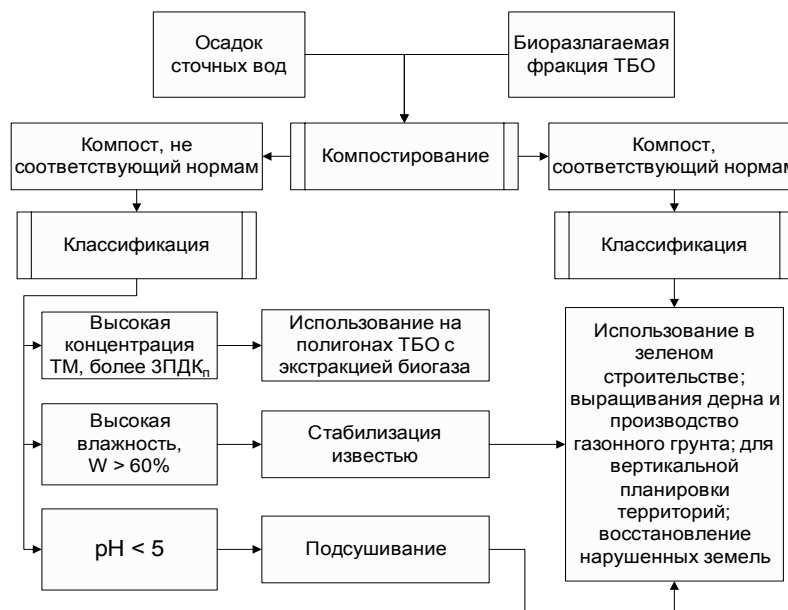 Осадок
сточных вод
Биоразлагаемая
фракция ТБО
Компост, не
соответствующий нормам
Компостирование
Компост,
соответствующий нормам
Классификация
Классификация
Высокая
концентрация
ТМ, более 3ПДКп
Использование на
полигонах ТБО с
экстракцией биогаза
Использование в
зеленом
строительстве;
выращивания дерна и
производство
газонного грунта; для
вертикальной
планировки
территорий;
восстановление
нарушенных земель
Высокая
влажность,
W > 60%
Стабилизация
известью
pH < 5
Подсушивание